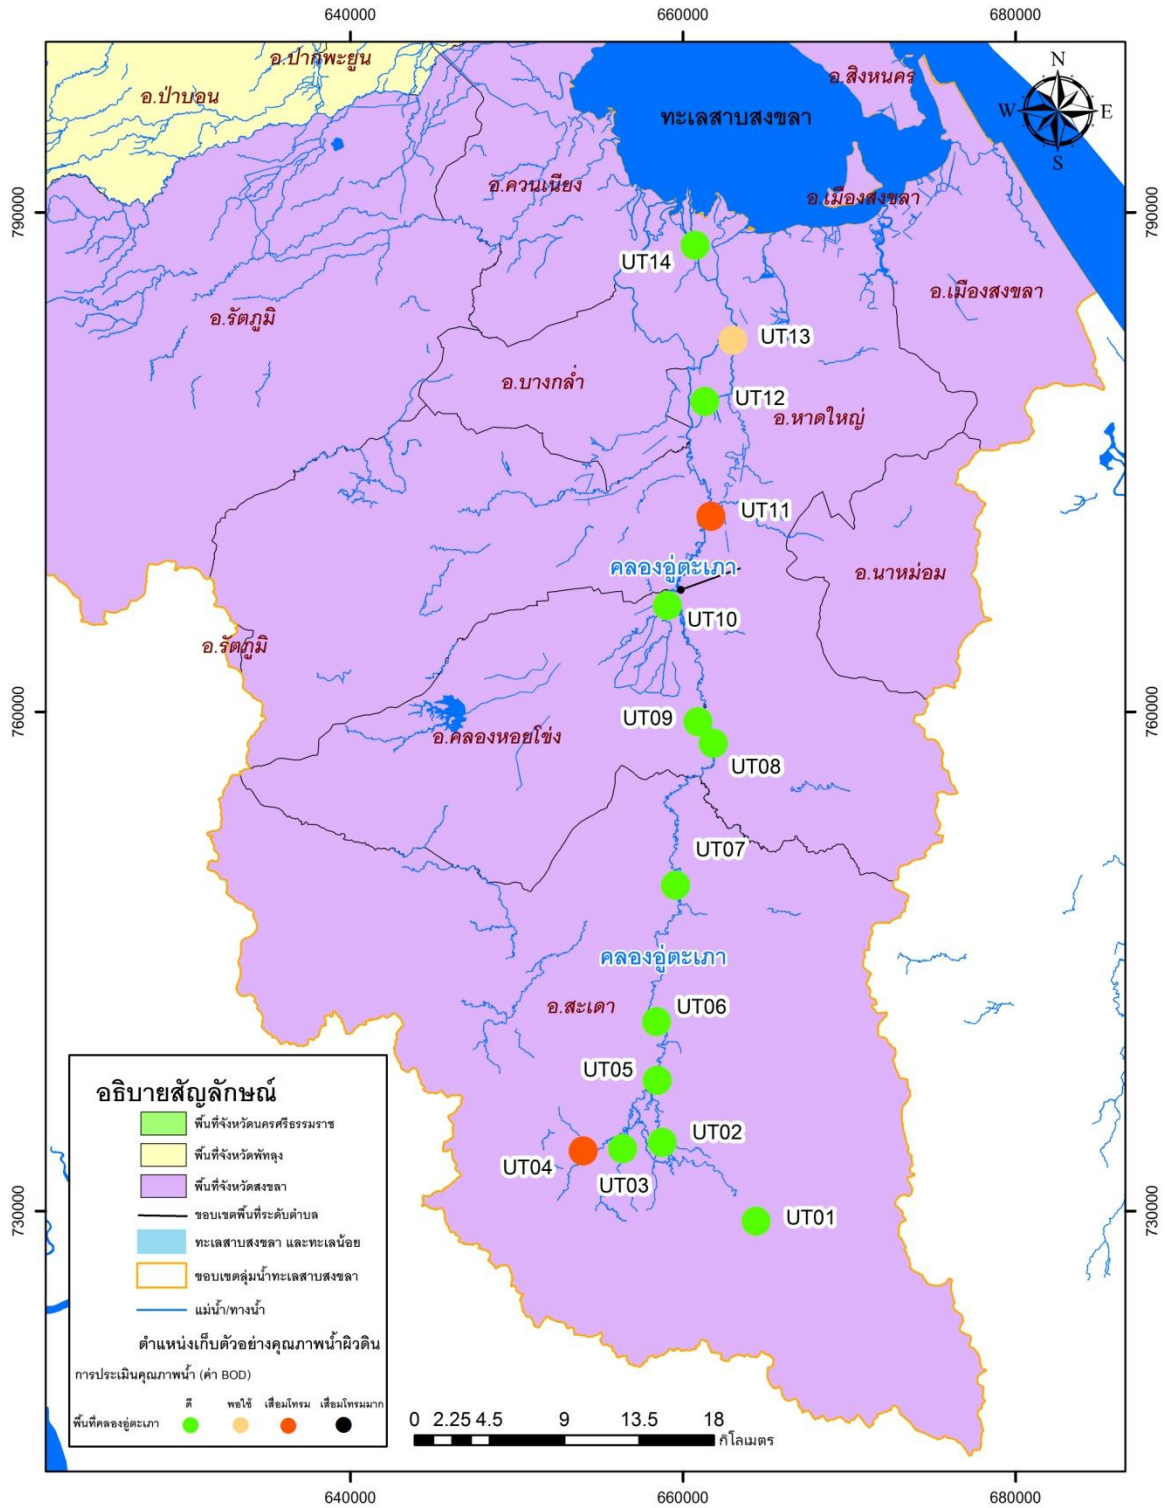 640000
660000
680000
อ.ปากพะยูน
อ.ป่าบอน
อ.สิงหนคร
N
W
E
S
ทะเลสาบสงขลา
อ.ควนเนียง
อ.เมืองสงขลา
790000
790000
UT14
อ.เมืองสงขลา
อ.รัตภูมิ
UT13
อ.บางกล่ำ
UT12
อ.หาดใหญ่
UT11
คลองอู่ตะเภา
อ.นาหม่อม
UT10
อ.รัตภูมิ
760000
760000
UT09
อ.คลองหอยโข่ง
UT08
UT07
คลองอู่ตะเภา
อ.สะเดา
UT06
UT05
UT02
UT04
UT03
730000
730000
UT01
อธิบายสัญลักษณ์
พื้นที่จังหวัดนครศรีธรรมราช
พื้นที่จังหวัดพัทลุง
พื้นที่จังหวัดสงขลา
ขอบเขตพื้นที่ระดับตำบล
ทะเลสาบสงขลา และทะเลน้อย
ขอบเขตลุ่มน้ำทะเลสาบสงขลา
แม่น้ำ/ทางน้ำ
ตำแหน่งเก็บตัวอย่างคุณภาพน้ำผิวดิน
การประเมินคุณภาพน้ำ (ค่า BOD)
ดี พอใช้ เสื่อมโทรม เสื่อมโทรมมาก
พื้นที่คลองอู่ตะเภา
0 2.25 4.5 9 13.5 18
กิโลเมตร
640000
660000
680000